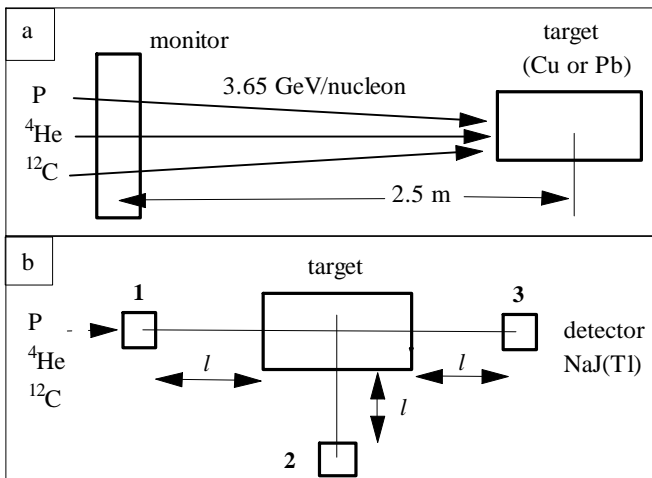 a
monitor
target
(Cu or Pb)
P
3.65 GeV/nucleon
⁴He
¹²C
2.5 m
b
target
1
3
P
⁴He
¹²C
detector
NaJ(Tl)
l
l
l
2